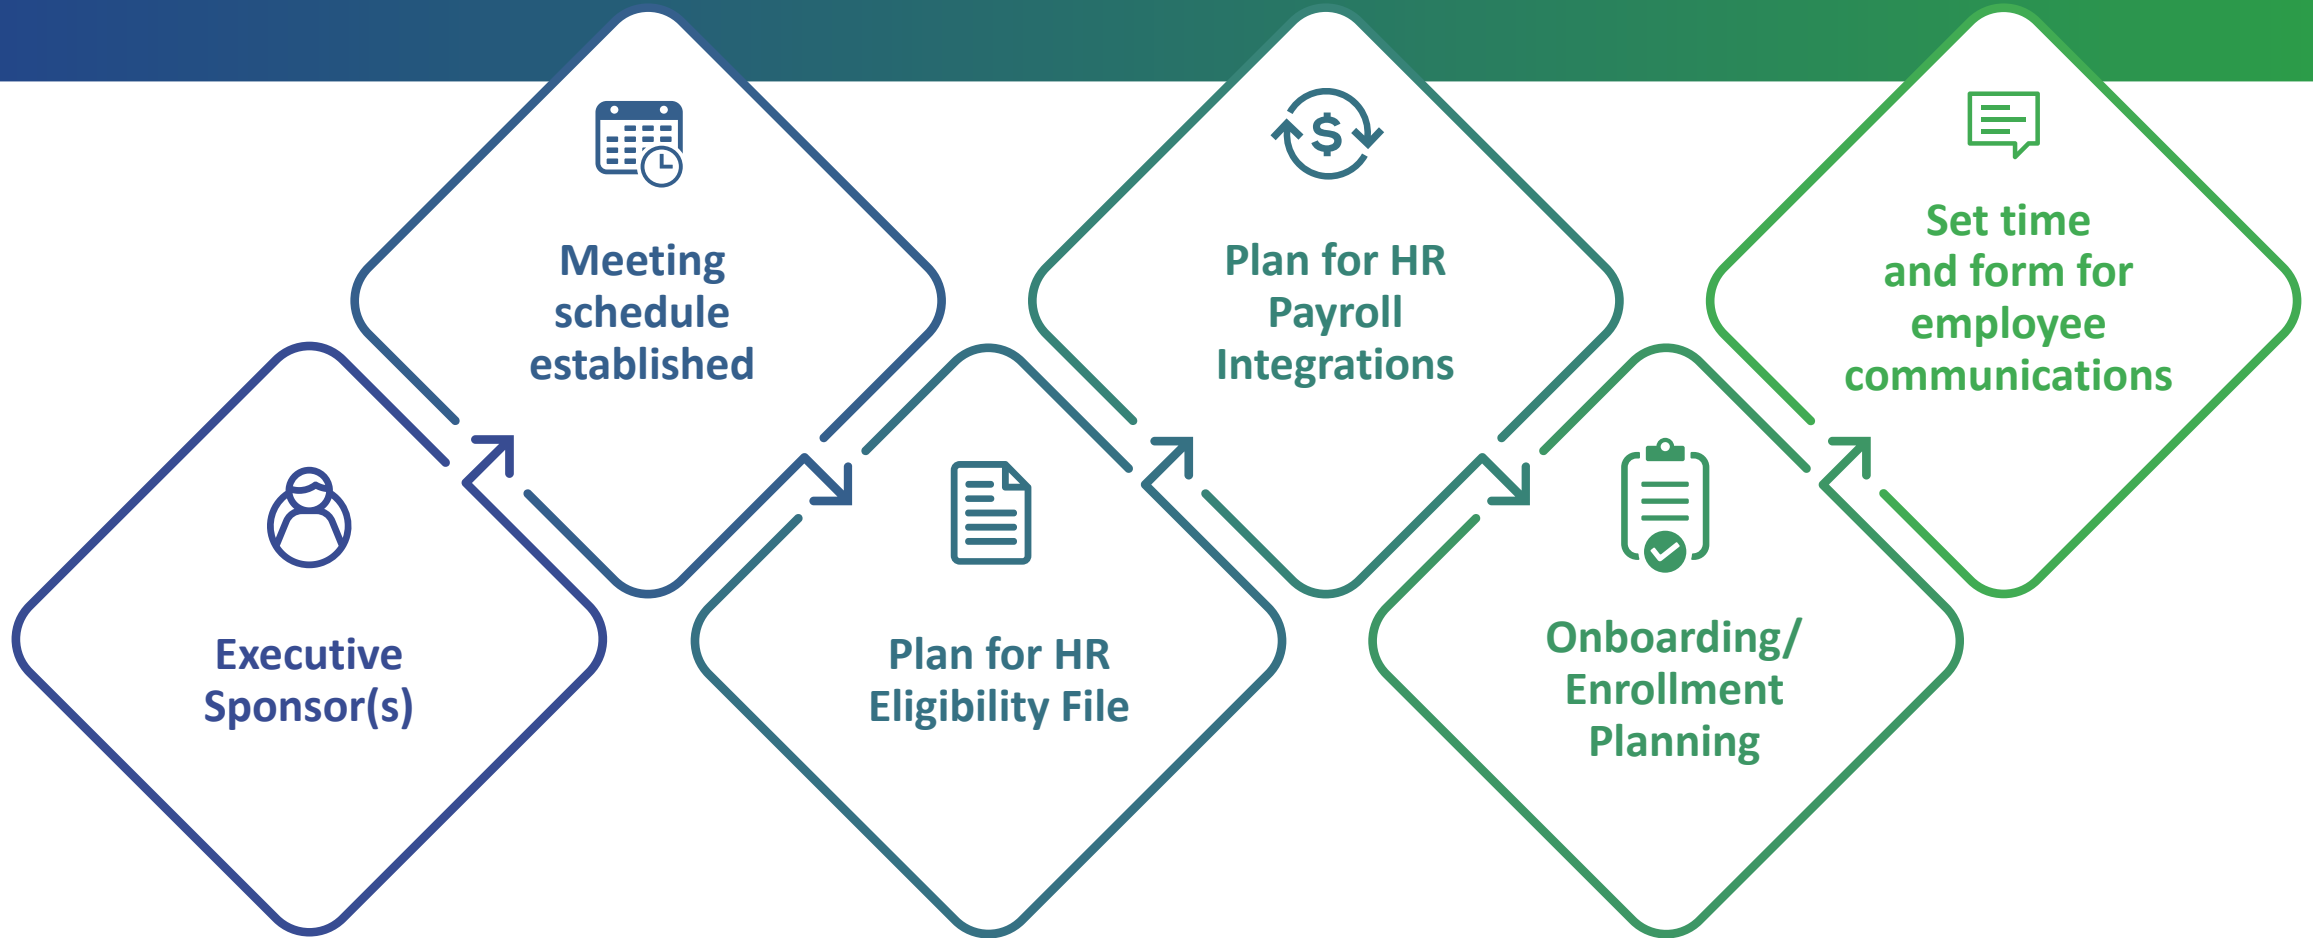 Executive
Sponsor(s)
Meeting
schedule
established
Plan for HR
Eligibility File
Plan for HR
Payroll
Integrations
Onboarding/
Enrollment
Planning
Set time
and form for
employee
communications